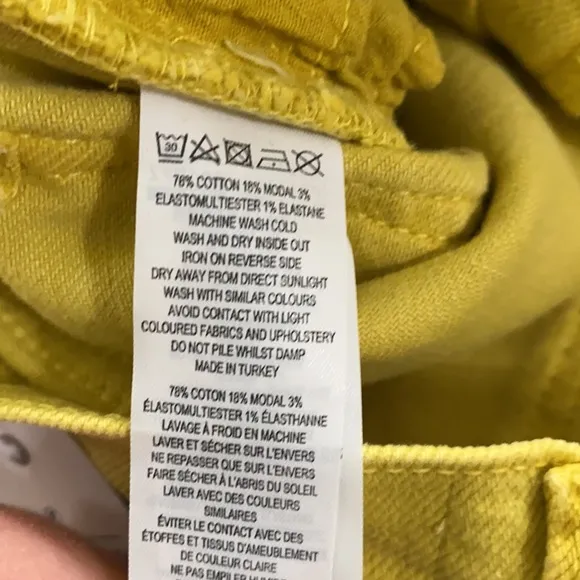 30
78% COTTON 18% MODAL 3%
ELASTOMULTIESTER 1% ELASTANE
MACHINE WASH COLD
WASH AND DRY INSIDE OUT
IRON ON REVERSE SIDE
DRY AWAY FROM DIRECT SUNLIGHT
WASH WITH SIMILAR COLOURS
AVOID CONTACT WITH LIGHT
COLOURED FABRICS AND UPHOLSTERY
DO NOT PILE WHILST DAMP
MADE IN TURKEY
78% COTON 18% MODAL 3%
ÉLASTOMULTIESTER 1% ÉLASTHANNE
LAVAGE À FROID EN MACHINE
LAVER ET SÉCHER SUR L'ENVERS
NE REPASSER QUE SUR L'ENVERS
FAIRE SÉCHER À L'ABRIS DU SOLEIL
LAVER AVEC DES COULEURS
SIMILAIRES
ÉVITER LE CONTACT AVEC DES
ÉTOFFES ET TISSUS D'AMEUBLEMENT
DE COULEUR CLAIRE
NE PAS EMPILER